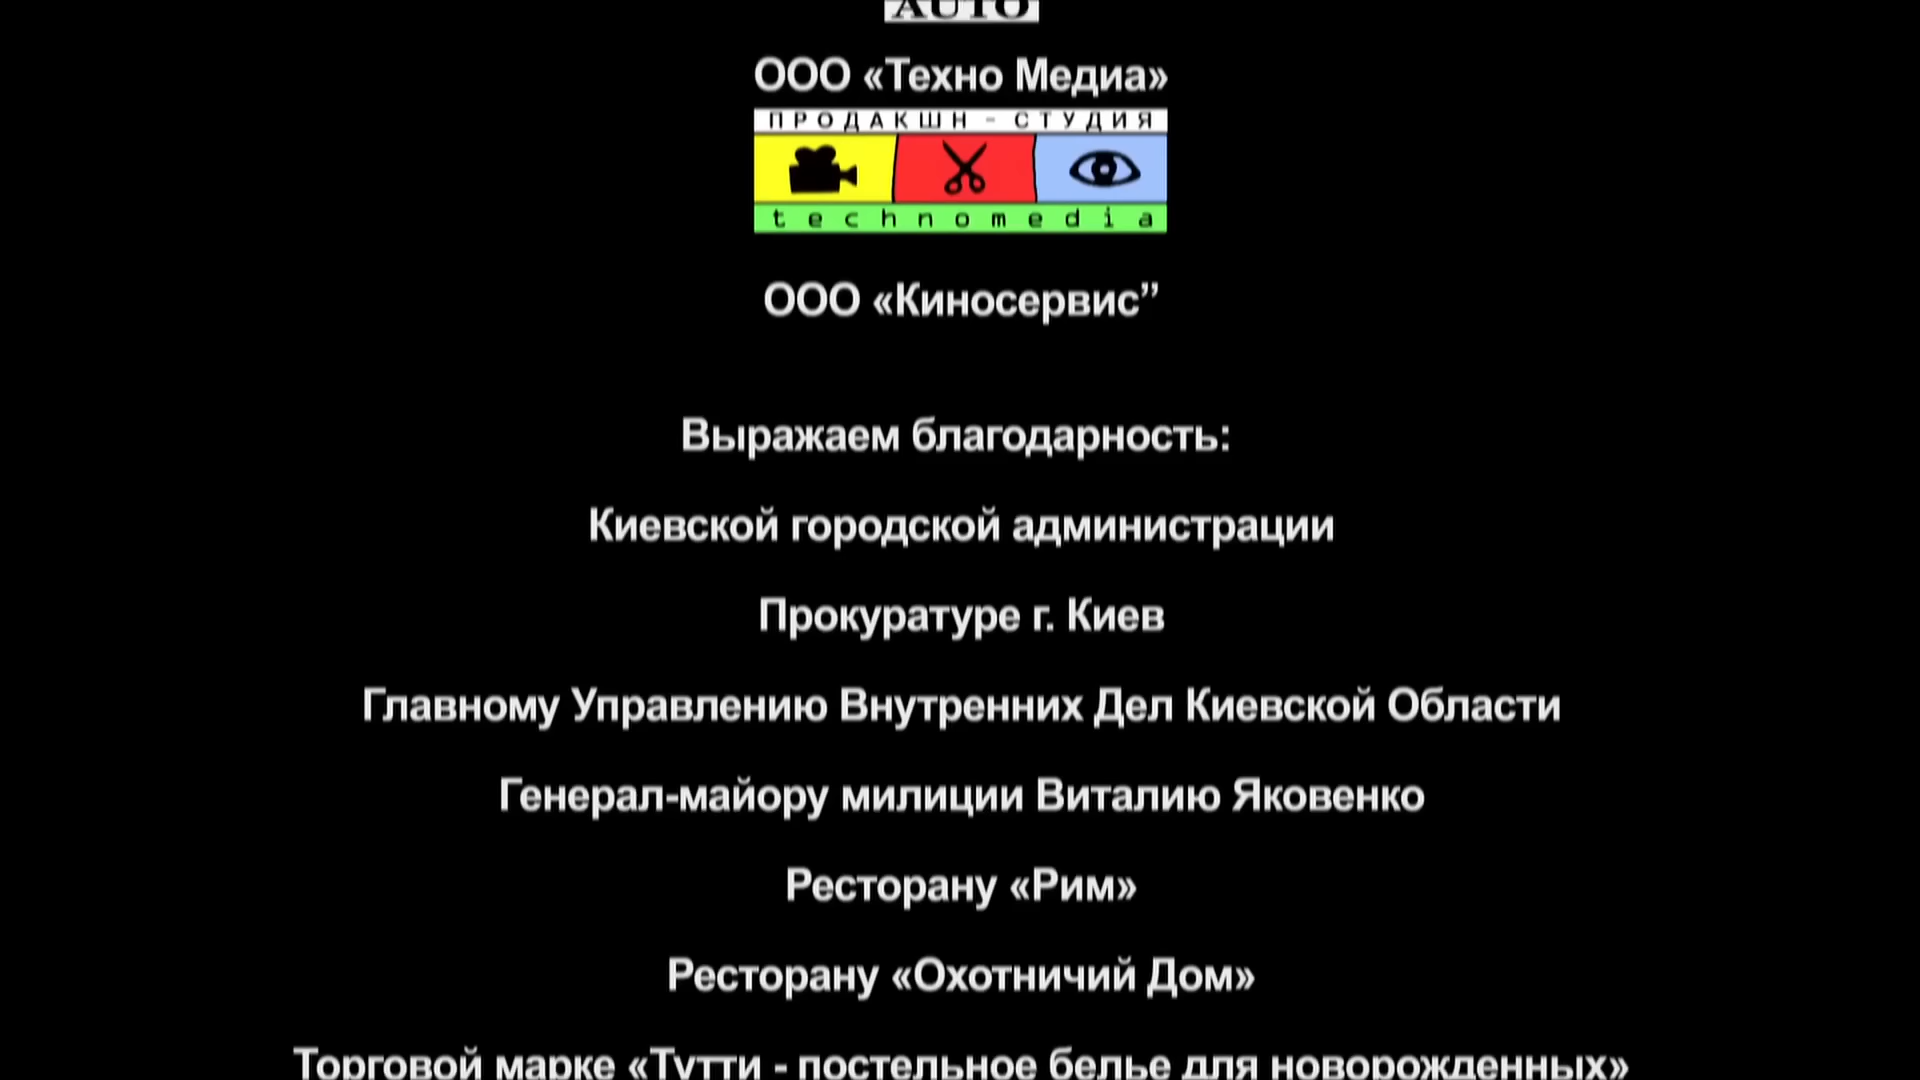 AUTO
ООО «Техно Медиа»
ПРОДАКШН - СТУДИЯ
technomedia
ООО «Киносервис”
Выражаем благодарность:
Киевской городской администрации
Прокуратуре г. Киев
Главному Управлению Внутренних Дел Киевской Области
Генерал-майору милиции Виталию Яковенко
Ресторану «Рим»
Ресторану «Охотничий Дом»
Торговой марке «Тутти - постельное белье для новорожденных»